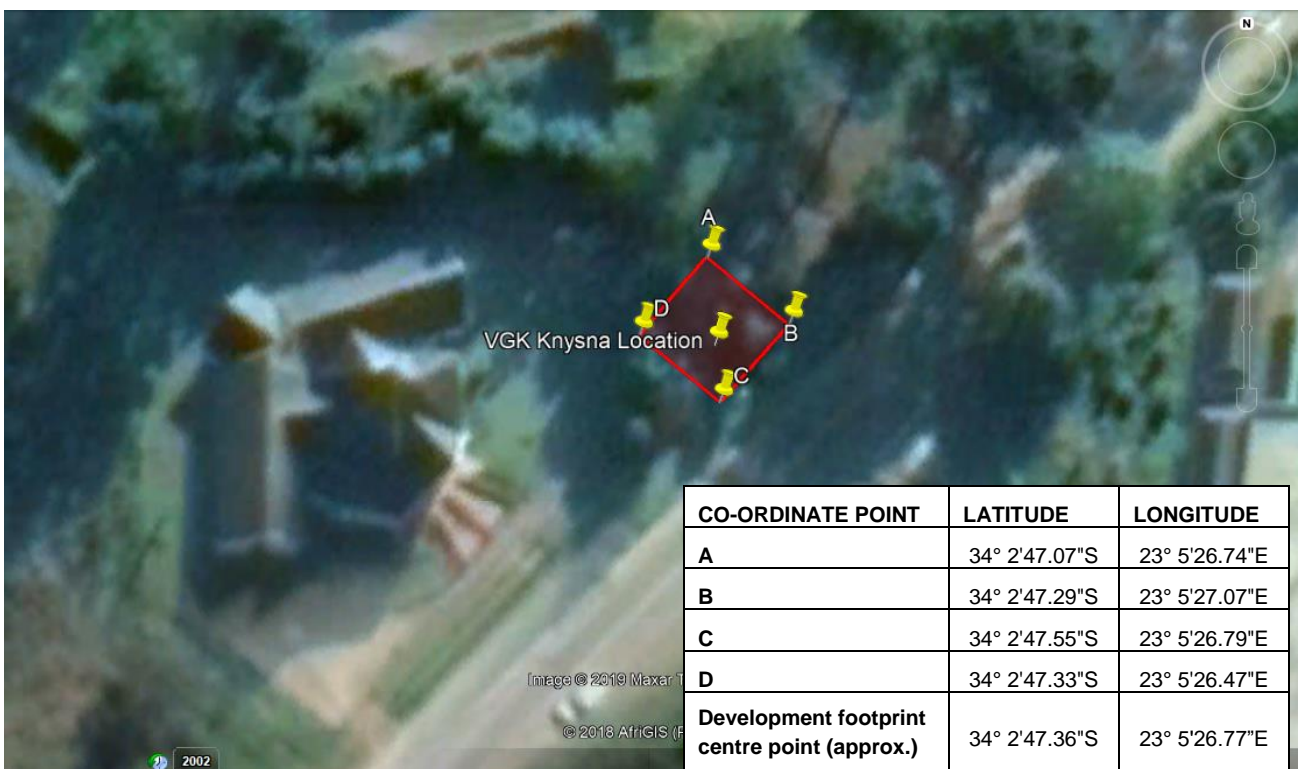 N
A
D
VGK Knysna Location
B
C
CO-ORDINATE POINT LATITUDE LONGITUDE
A 34° 2'47.07"S 23° 5'26.74"E
B 34° 2'47.29"S 23° 5'27.07"E
C 34° 2'47.55"S 23° 5'26.79"E
D 34° 2'47.33"S 23° 5'26.47"E
Development footprint
centre point (approx.) 34° 2'47.36"S 23° 5'26.77”E
Image © 2019 Maxar T
© 2018 AfriGIS (P
2002